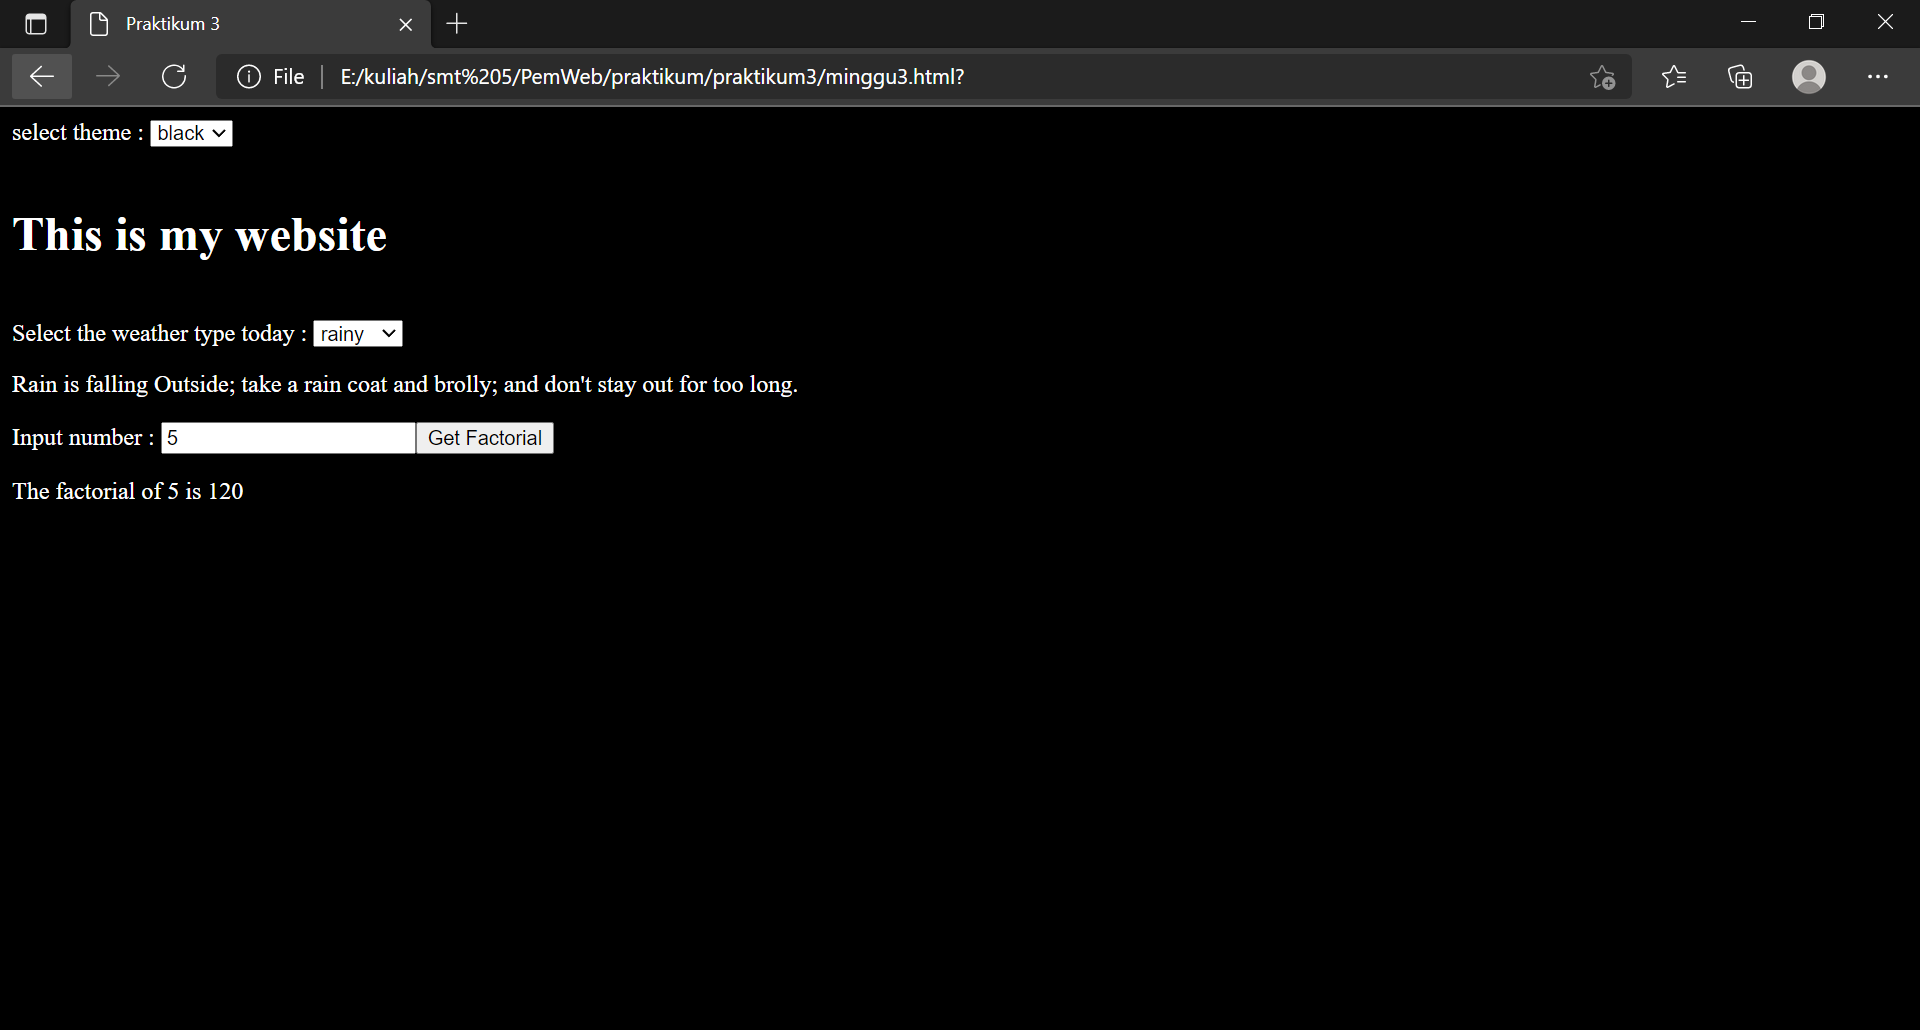 Praktikum 3
File E:/kuliah/smt%205/PemWeb/praktikum/praktikum3/minggu3.html?
select theme : black
This is my website
Select the weather type today : rainy
Rain is falling Outside; take a rain coat and brolly; and don't stay out for too long.
Input number : 5 Get Factorial
The factorial of 5 is 120